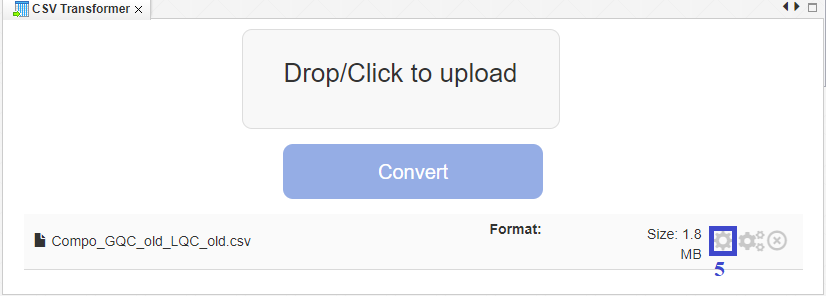 CSV Transformer
Drop/Click to upload
Convert
Compo_GQC_old_LQC_old.csv
Format:
Size: 1.8
MB
5